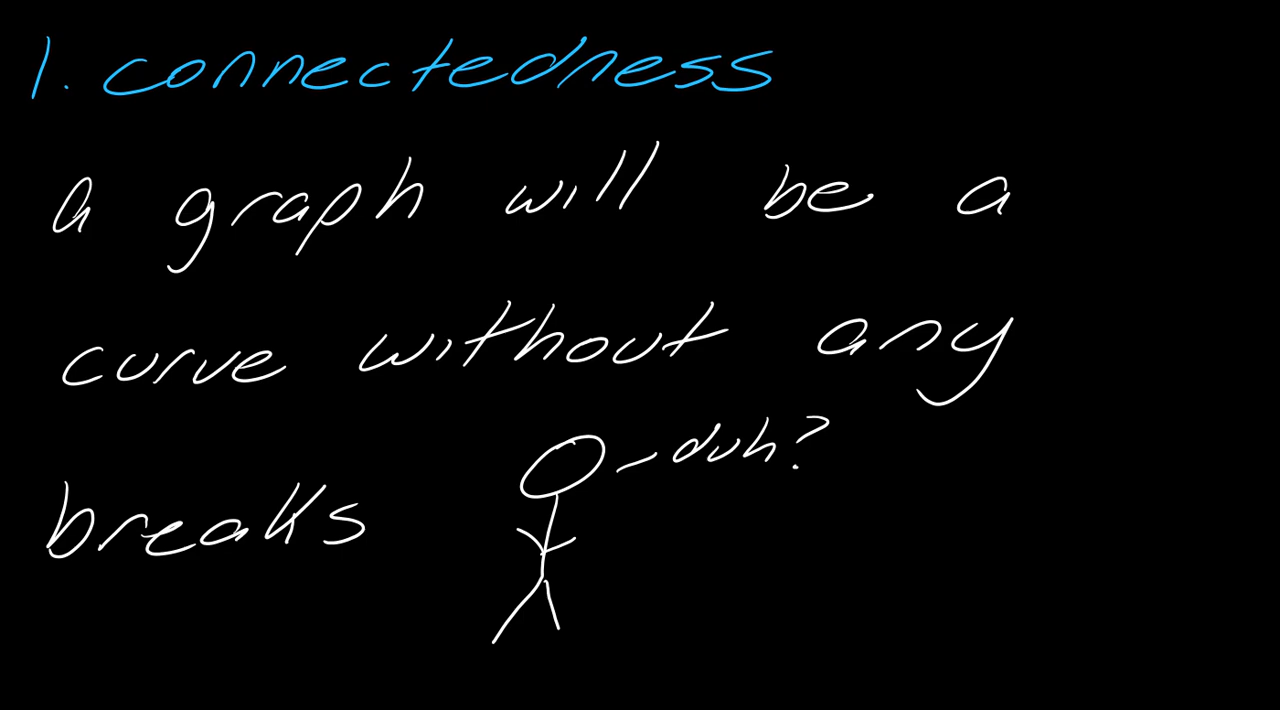 1. connectedness
a graph will be a
curve without any
breaks
- duh?